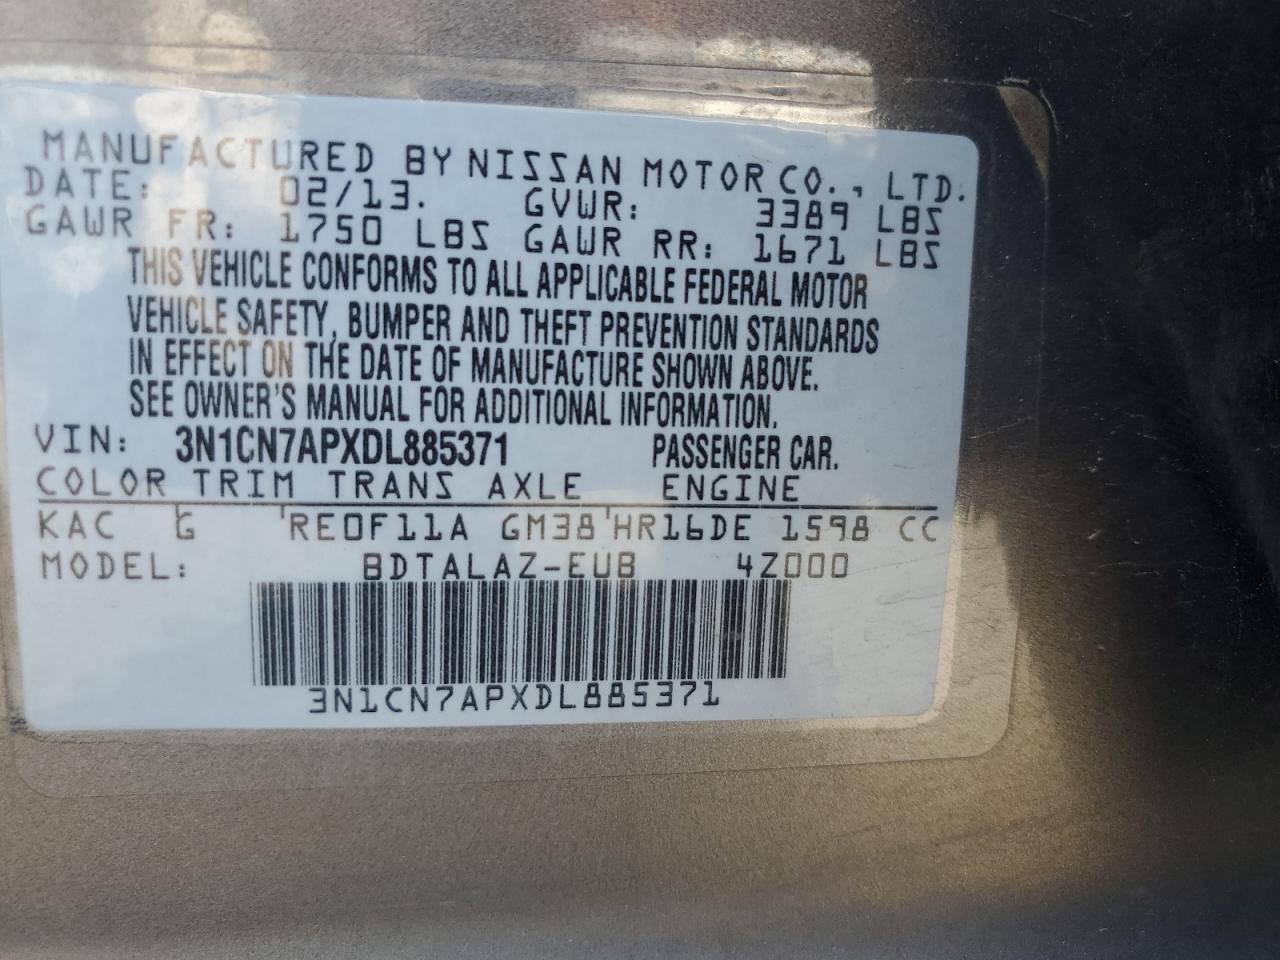 MANUFACTURED BY NISSAN MOTOR CO., LTD.
DATE: 02/13. GVWR: 3389 LBS
GAWR FR: 1750 LBS GAWR RR: 1671 LBS
THIS VEHICLE CONFORMS TO ALL APPLICABLE FEDERAL MOTOR
VEHICLE SAFETY, BUMPER AND THEFT PREVENTION STANDARDS
IN EFFECT ON THE DATE OF MANUFACTURE SHOWN ABOVE.
SEE OWNER'S MANUAL FOR ADDITIONAL INFORMATION.
VIN: 3N1CN7APXDL885371 PASSENGER CAR.
COLOR TRIM TRANS AXLE ENGINE
KAC G RE0F11A GM38 HR16DE 1598 CC
MODEL: BDTALAZ-EUB 4Z000
3N1CN7APXDL885371